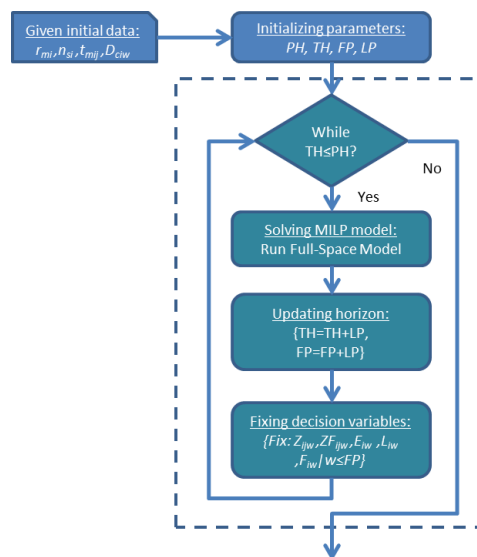 Given initial data:
r_mi,n_si,t_mij,D_ciw
Initializing parameters:
PH, TH, FP, LP
While
TH≤PH?
No
Yes
Solving MILP model:
Run Full-Space Model
Updating horizon:
{TH=TH+LP,
FP=FP+LP}
Fixing decision variables:
{Fix: Z_ijw,ZF_ijw,E_iw ,L_iw
,F_iw| w≤FP}